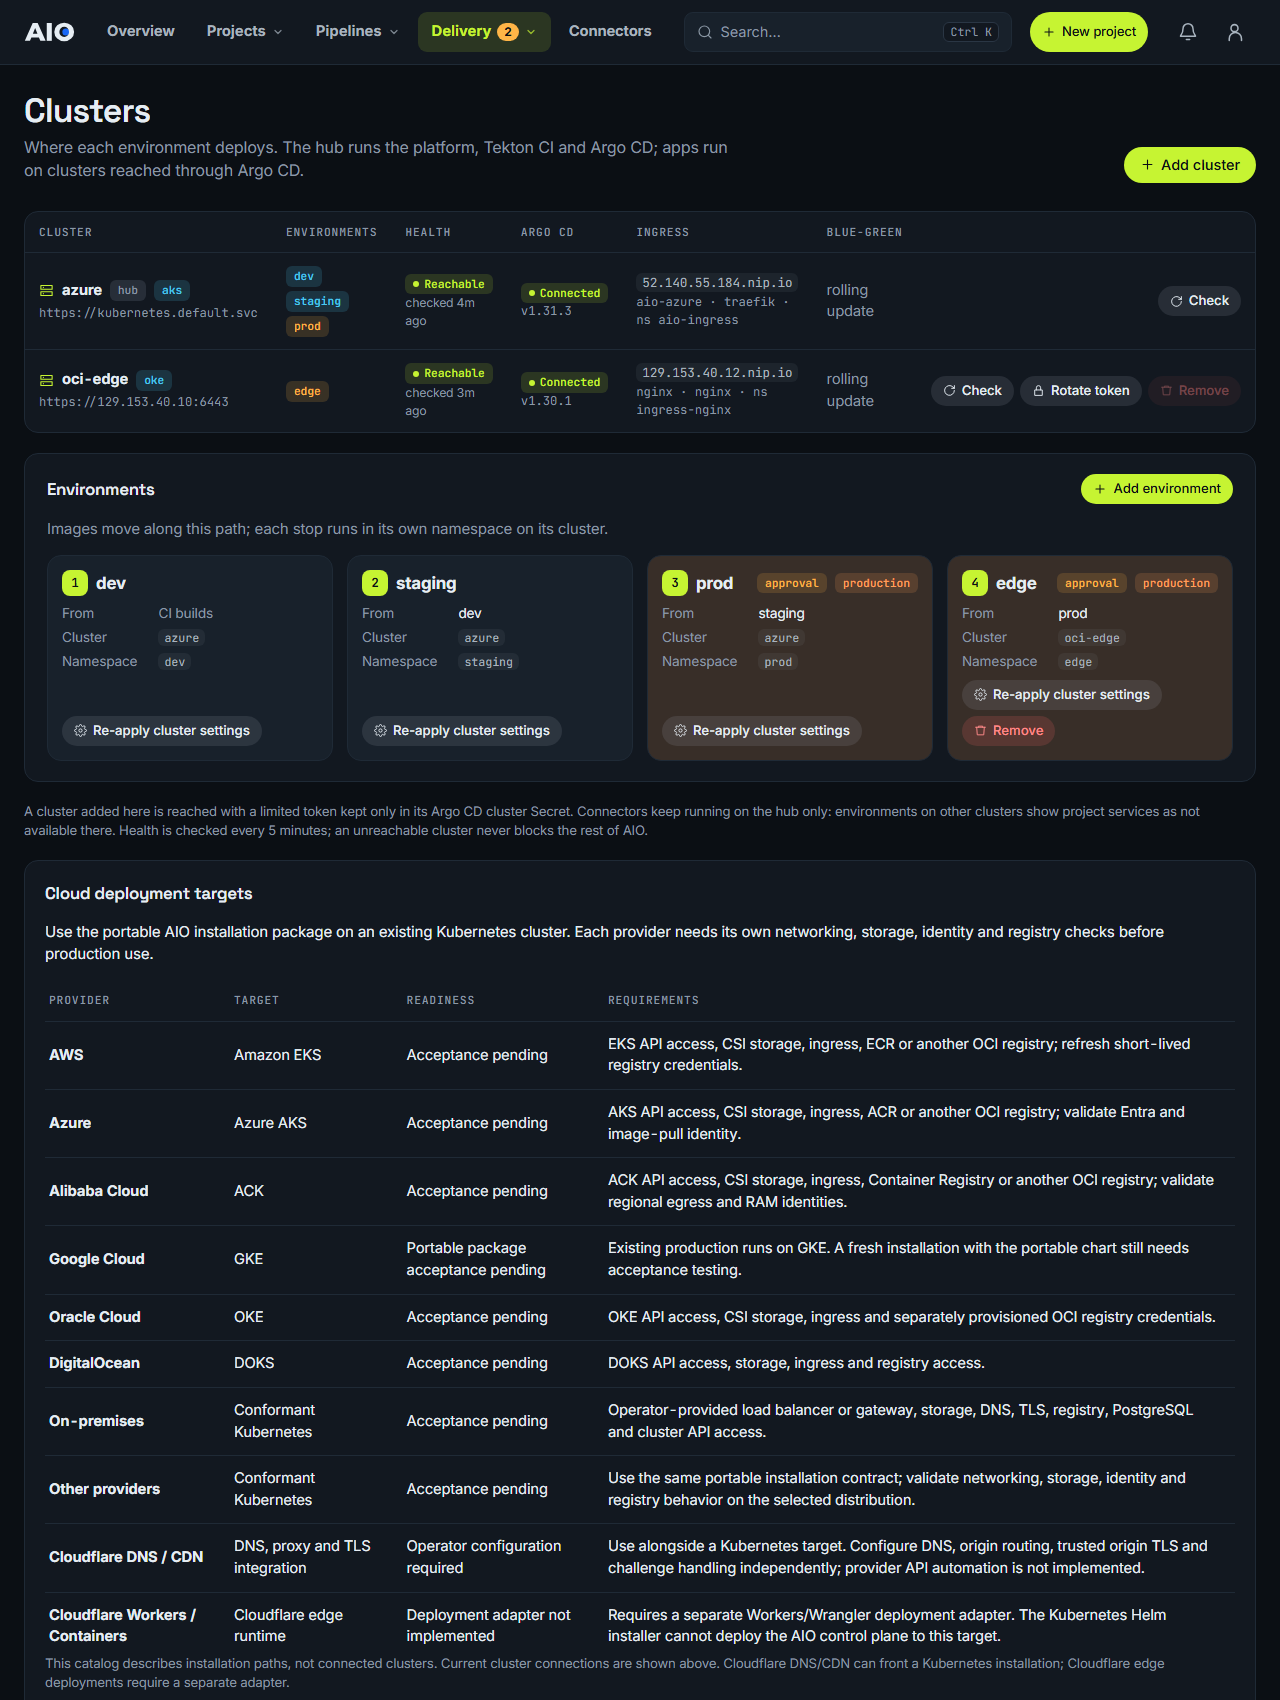 AIO
Overview
Projects
Pipelines
Delivery 2
Connectors
Search...
Ctrl K
+ New project
Clusters
Where each environment deploys. The hub runs the platform, Tekton CI and Argo CD; apps run
on clusters reached through Argo CD.
+ Add cluster
CLUSTER ENVIRONMENTS HEALTH ARGO CD INGRESS BLUE-GREEN
azure hub aks
https://kubernetes.default.svc
dev
staging
prod
Reachable
checked 4m
ago
Connected
v1.31.3
52.140.55.184.nip.io
aio-azure · traefik ·
ns aio-ingress
rolling
update
Check
oci-edge oke
https://129.153.40.10:6443
edge
Reachable
checked 3m
ago
Connected
v1.30.1
129.153.40.12.nip.io
nginx · nginx · ns
ingress-nginx
rolling
update
Check
Rotate token
Remove
Environments
+ Add environment
Images move along this path; each stop runs in its own namespace on its cluster.
1 dev
From CI builds
Cluster azure
Namespace dev
Re-apply cluster settings
2 staging
From dev
Cluster azure
Namespace staging
Re-apply cluster settings
3 prod approval production
From staging
Cluster azure
Namespace prod
Re-apply cluster settings
4 edge approval production
From prod
Cluster oci-edge
Namespace edge
Re-apply cluster settings
Remove
A cluster added here is reached with a limited token kept only in its Argo CD cluster Secret. Connectors keep running on the hub only: environments on other clusters show project services as not
available there. Health is checked every 5 minutes; an unreachable cluster never blocks the rest of AIO.
Cloud deployment targets
Use the portable AIO installation package on an existing Kubernetes cluster. Each provider needs its own networking, storage, identity and registry checks before
production use.
PROVIDER TARGET READINESS REQUIREMENTS
AWS
Amazon EKS
Acceptance pending
EKS API access, CSI storage, ingress, ECR or another OCI registry; refresh short-lived
registry credentials.
Azure
Azure AKS
Acceptance pending
AKS API access, CSI storage, ingress, ACR or another OCI registry; validate Entra and
image-pull identity.
Alibaba Cloud
ACK
Acceptance pending
ACK API access, CSI storage, ingress, Container Registry or another OCI registry; validate
regional egress and RAM identities.
Google Cloud
GKE
Portable package
acceptance pending
Existing production runs on GKE. A fresh installation with the portable chart still needs
acceptance testing.
Oracle Cloud
OKE
Acceptance pending
OKE API access, CSI storage, ingress and separately provisioned OCI registry credentials.
DigitalOcean
DOKS
Acceptance pending
DOKS API access, storage, ingress and registry access.
On-premises
Conformant
Kubernetes
Acceptance pending
Operator-provided load balancer or gateway, storage, DNS, TLS, registry, PostgreSQL
and cluster API access.
Other providers
Conformant
Kubernetes
Acceptance pending
Use the same portable installation contract; validate networking, storage, identity and
registry behavior on the selected distribution.
Cloudflare DNS / CDN
DNS, proxy and TLS
integration
Operator configuration
required
Use alongside a Kubernetes target. Configure DNS, origin routing, trusted origin TLS and
challenge handling independently; provider API automation is not implemented.
Cloudflare Workers /
Containers
Cloudflare edge
runtime
Deployment adapter not
implemented
Requires a separate Workers/Wrangler deployment adapter. The Kubernetes Helm
installer cannot deploy the AIO control plane to this target.
This catalog describes installation paths, not connected clusters. Current cluster connections are shown above. Cloudflare DNS/CDN can front a Kubernetes installation; Cloudflare edge
deployments require a separate adapter.